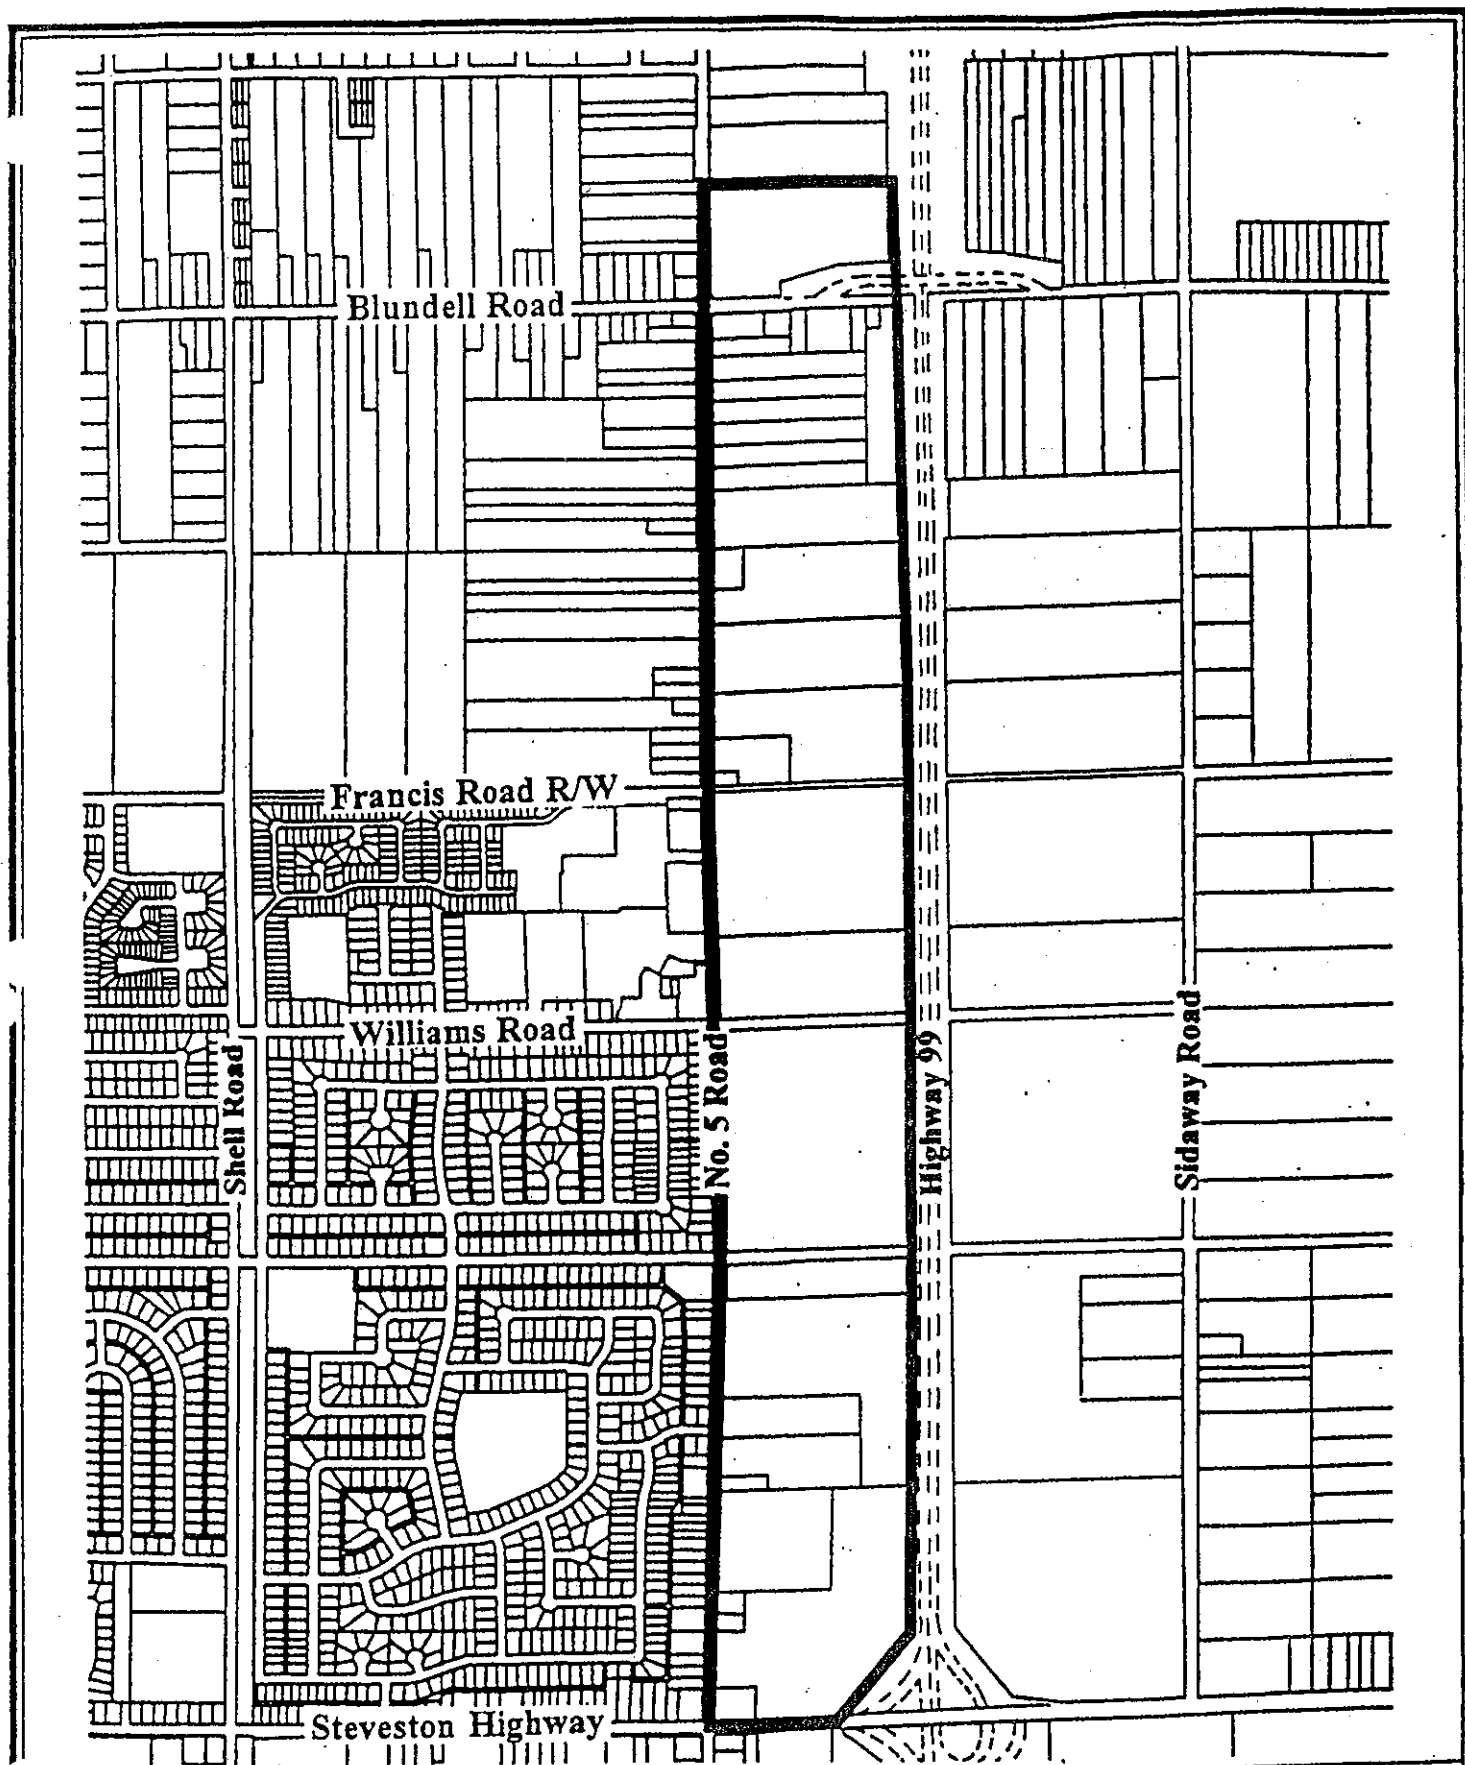 Blundell Road
Francis Road R/W
Williams Road
Shell Road
No. 5 Road
Highway 99
Sidaway Road
Steveston Highway